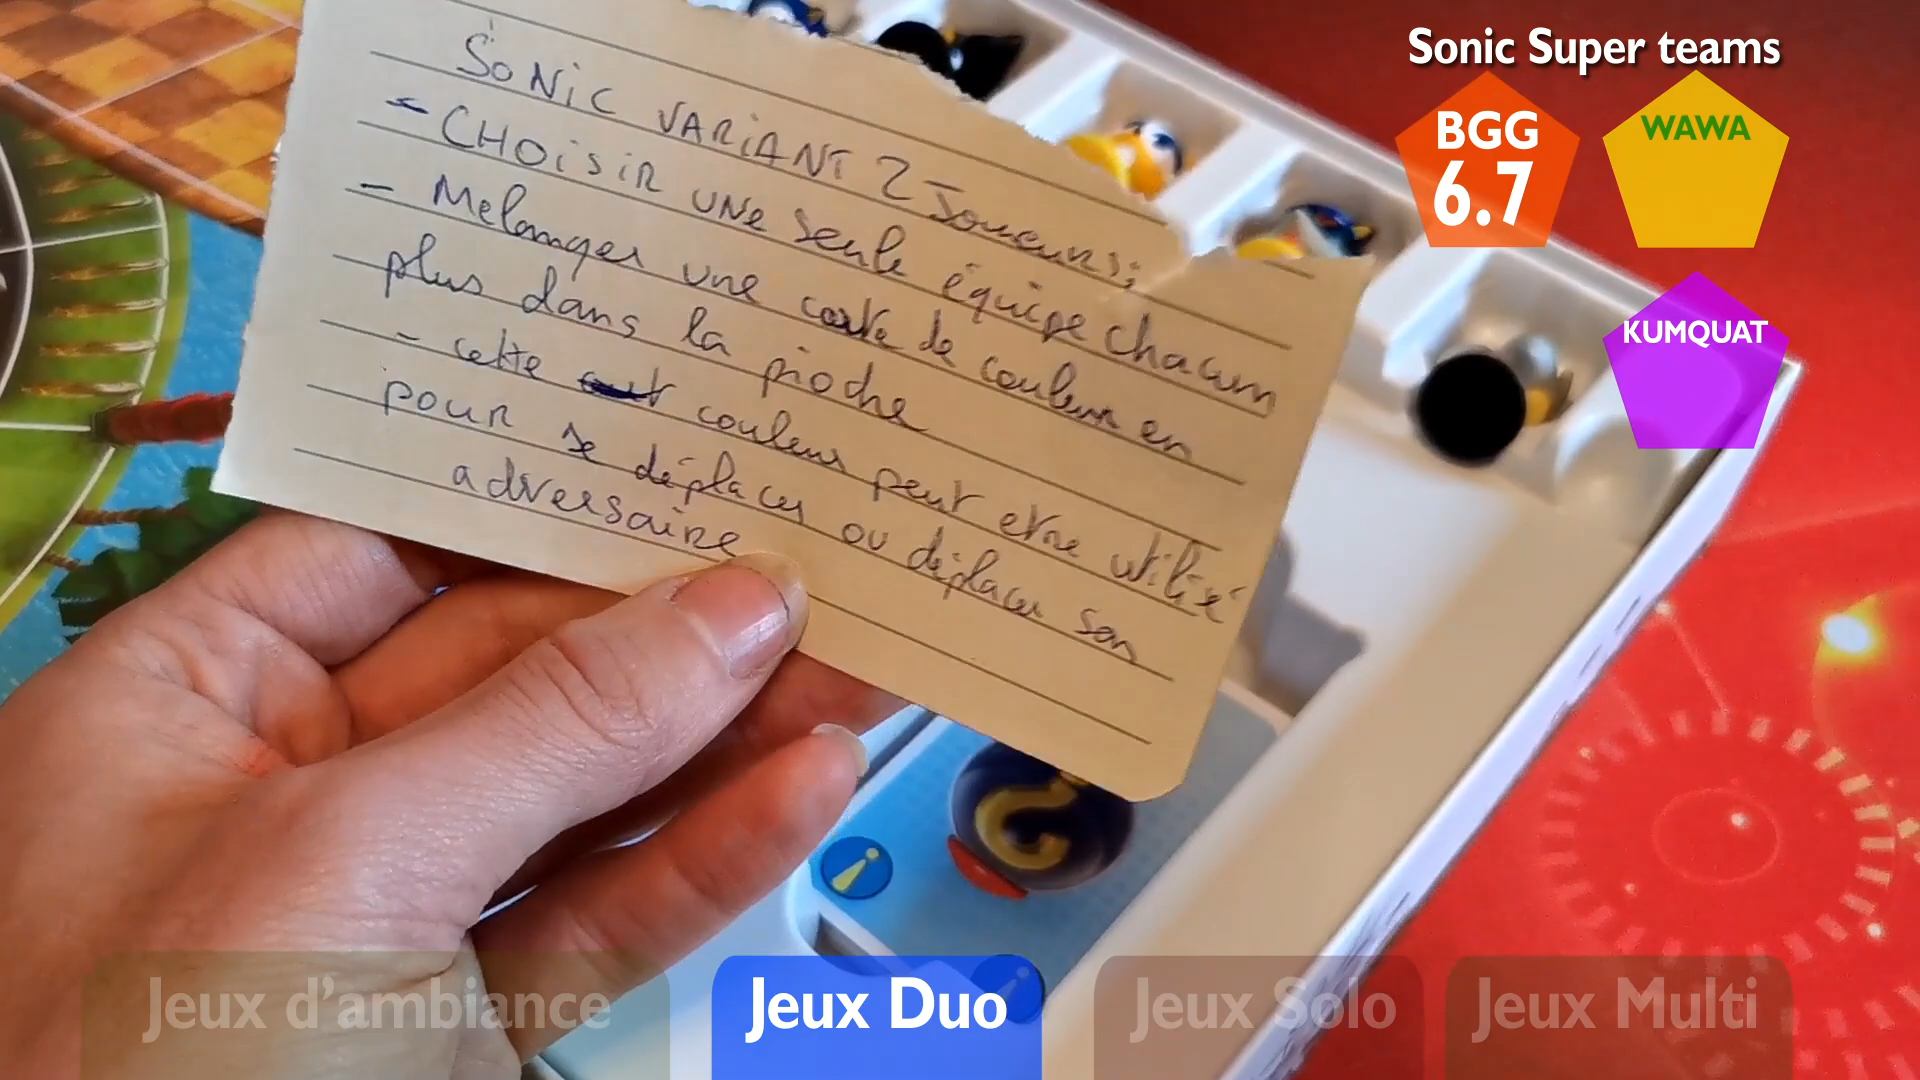 SONiC VARiANT 2 Joueurs;
- CHOisiR UNe seule équipe chacun
- Melanger une carte de couleur en
plus dans la pioche
- cette couleur peut etre utilisé
pour se déplacer ou déplacer son
adversaire
Sonic Super teams
BGG
6.7
WAWA
KUMQUAT
Jeux d’ambiance
Jeux Duo
Jeux Solo
Jeux Multi